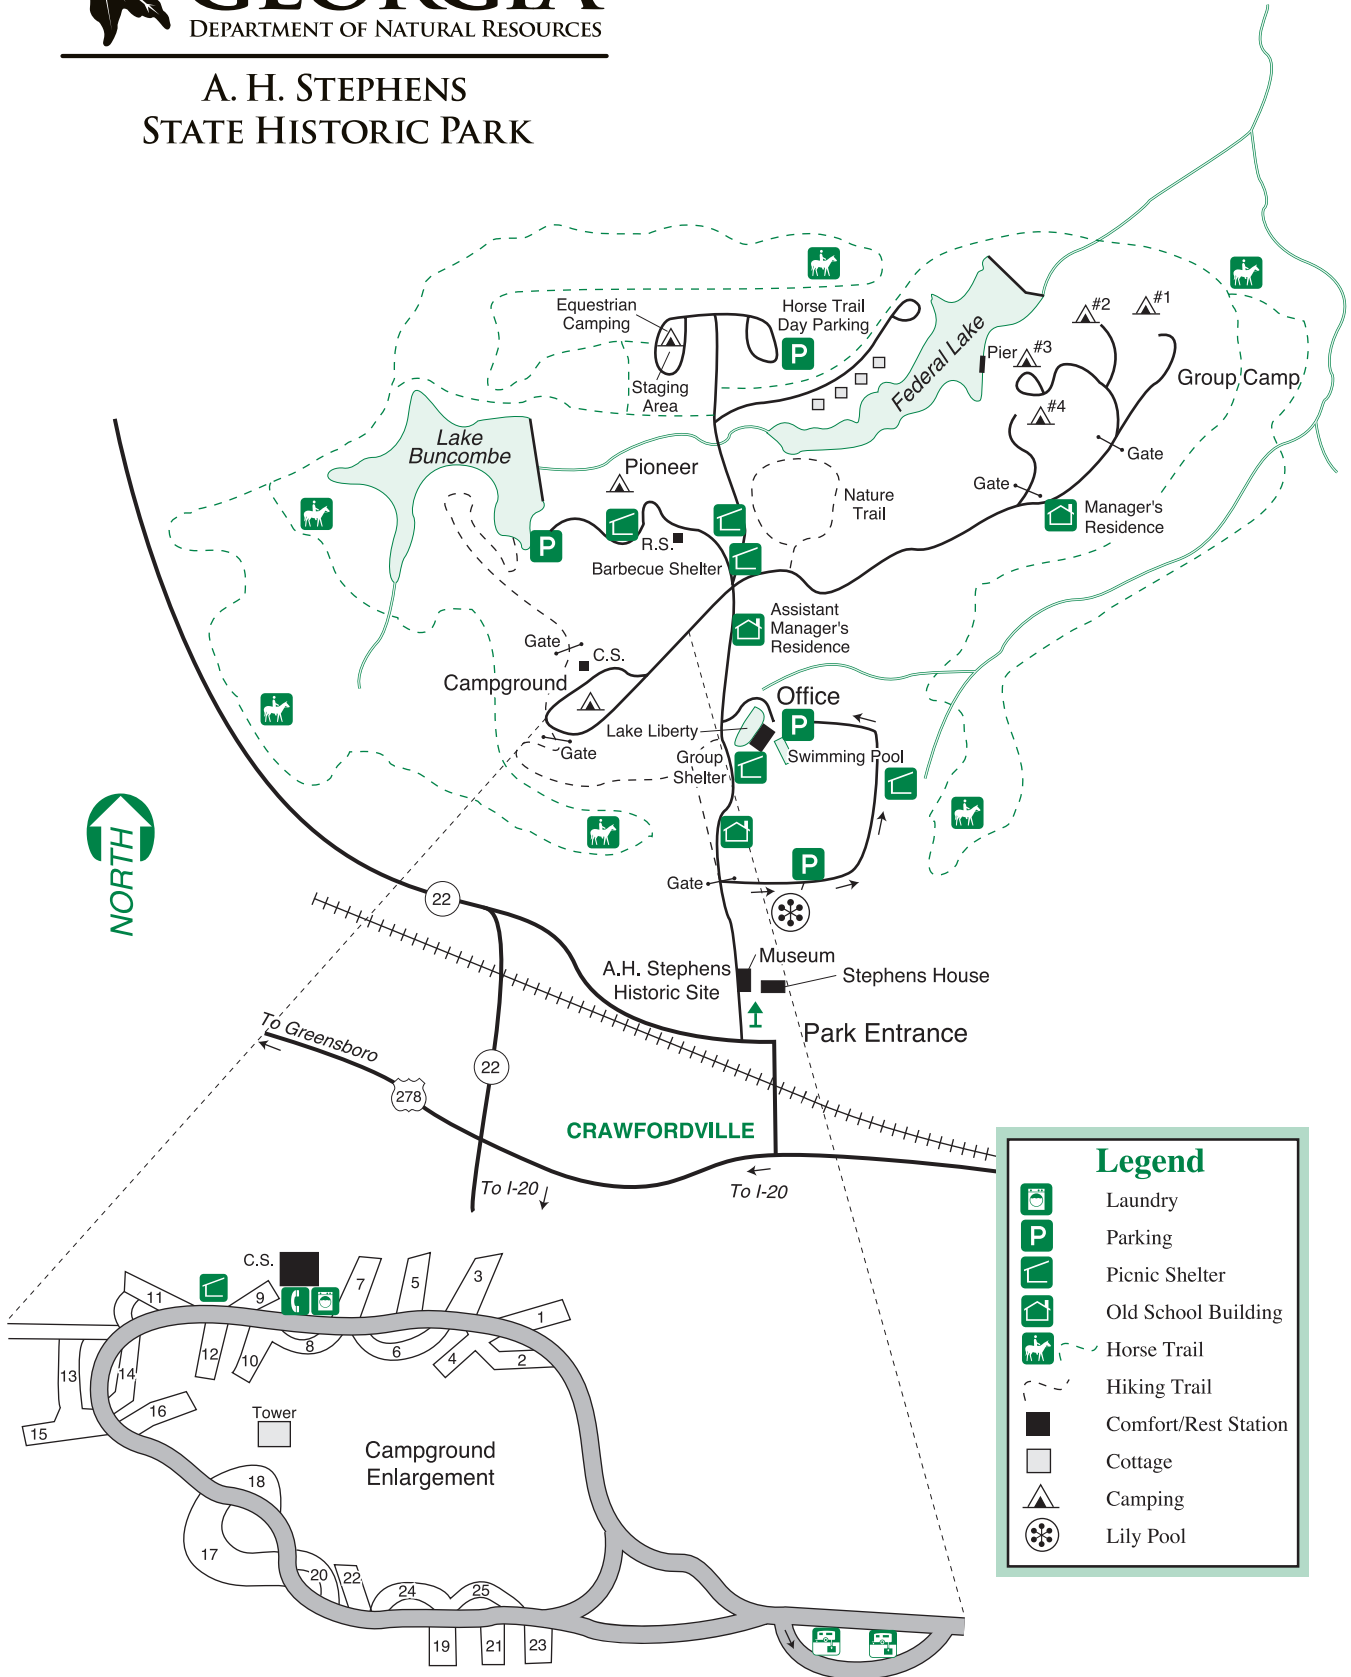 GEORGIA
DEPARTMENT OF NATURAL RESOURCES
A. H. STEPHENS
STATE HISTORIC PARK
Equestrian
Camping
Horse Trail
Day Parking
P
Staging
Area
Federal Lake
Pier
#1
#2
#3
#4
Group Camp
Gate
Gate
Manager's
Residence
Lake
Buncombe
Pioneer
Nature
Trail
P
R.S.
Barbecue Shelter
Assistant
Manager's
Residence
Gate
C.S.
Campground
Gate
Office
P
Lake Liberty
Swimming Pool
Group
Shelter
NORTH
P
Gate
22
Museum
A.H. Stephens
Historic Site
Stephens House
Park Entrance
To Greensboro
22
278
CRAWFORDVILLE
To I-20
To I-20
Legend
Laundry
P
Parking
Picnic Shelter
Old School Building
Horse Trail
Hiking Trail
Comfort/Rest Station
Cottage
Camping
Lily Pool
C.S.
11
9
7
5
3
1
12
10
8
6
4
2
13
14
15
16
Tower
Campground
Enlargement
18
17
20
22
24
25
19
21
23